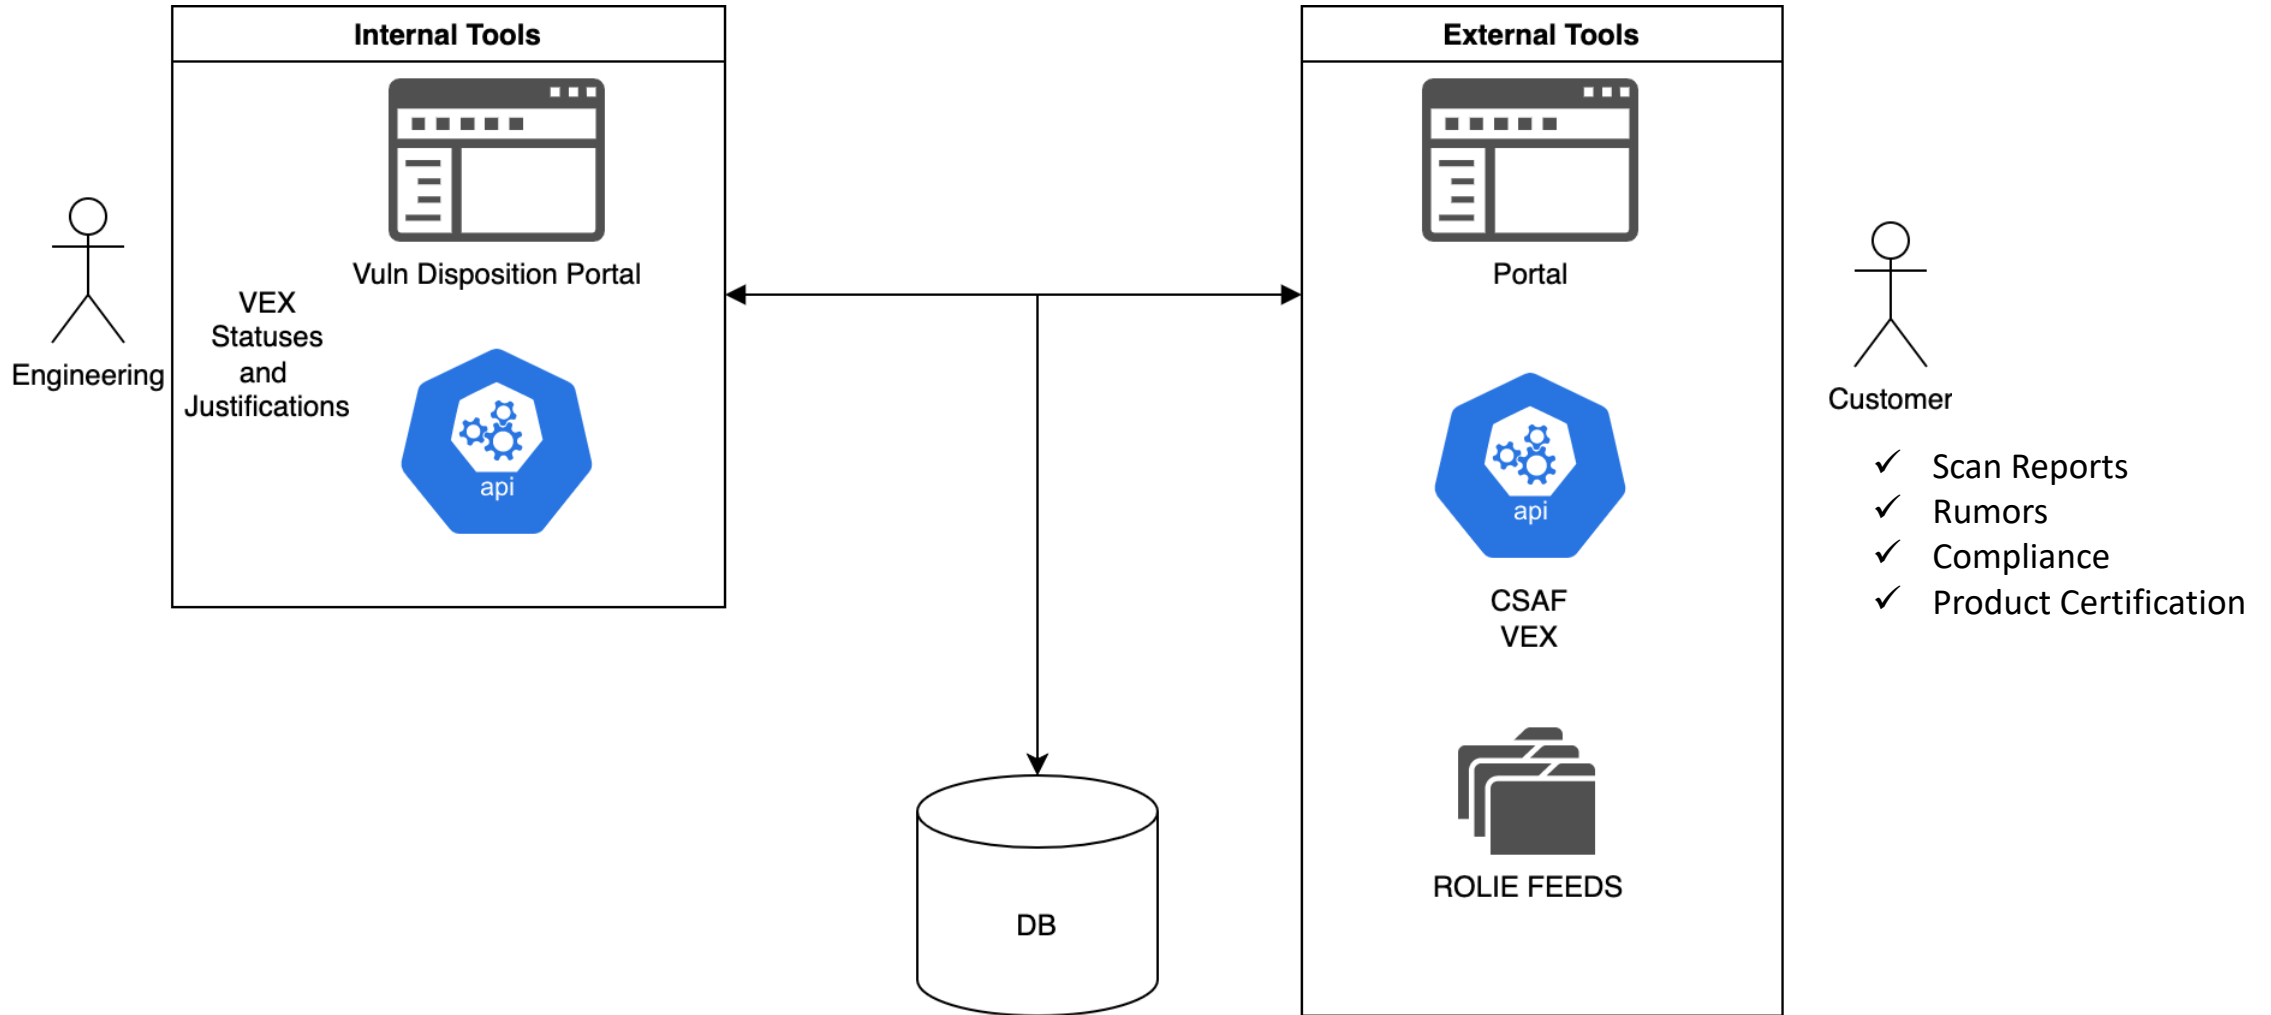 Internal Tools
Vuln Disposition Portal
Engineering
VEX
Statuses
and
Justifications
api
DB
External Tools
Portal
api
CSAF
VEX
ROLIE FEEDS
Customer
Scan Reports
Rumors
Compliance
Product Certification